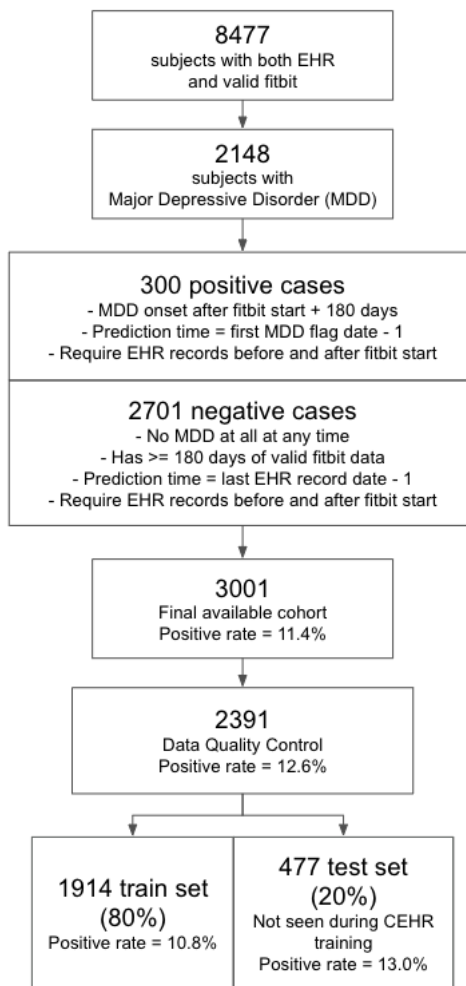 8477
subjects with both EHR
and valid fitbit
2148
subjects with
Major Depressive Disorder (MDD)
300 positive cases
- MDD onset after fitbit start + 180 days
- Prediction time = first MDD flag date - 1
- Require EHR records before and after fitbit start
2701 negative cases
- No MDD at all at any time
- Has >= 180 days of valid fitbit data
- Prediction time = last EHR record date - 1
- Require EHR records before and after fitbit start
3001
Final available cohort
Positive rate = 11.4%
2391
Data Quality Control
Positive rate = 12.6%
1914 train set
(80%)
Positive rate = 10.8%
477 test set
(20%)
Not seen during CEHR
training
Positive rate = 13.0%